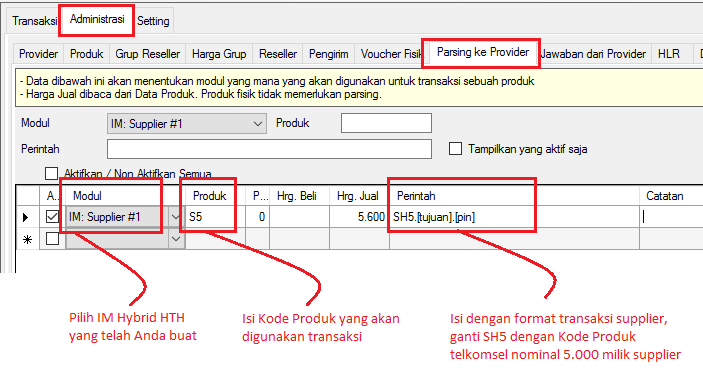 Transaksi Administrasi Setting
Provider Produk Grup Reseller Harga Grup Reseller Pengirim Voucher Fisik Parsing ke Provider Jawaban dari Provider HLR
- Data dibawah ini akan menentukan modul yang mana yang akan digunakan untuk transaksi sebuah produk
- Harga Jual dibaca dari Data Produk. Produk fisik tidak memerlukan parsing.
Modul IM: Supplier #1 Produk
Perintah Tampilkan yang aktif saja
Aktifkan / Non Aktifkan Semua
A... Modul Produk P... Hrg. Beli Hrg. Jual Perintah Catatan
IM: Supplier #1 S5 0 5.600 SH5.[tujuan].[pin]
Pilih IM Hybrid HTH
yang telah Anda buat
Isi Kode Produk yang akan
digunakan transaksi
Isi dengan format transaksi supplier,
ganti SH5 dengan Kode Produk
telkomsel nominal 5.000 milik supplier